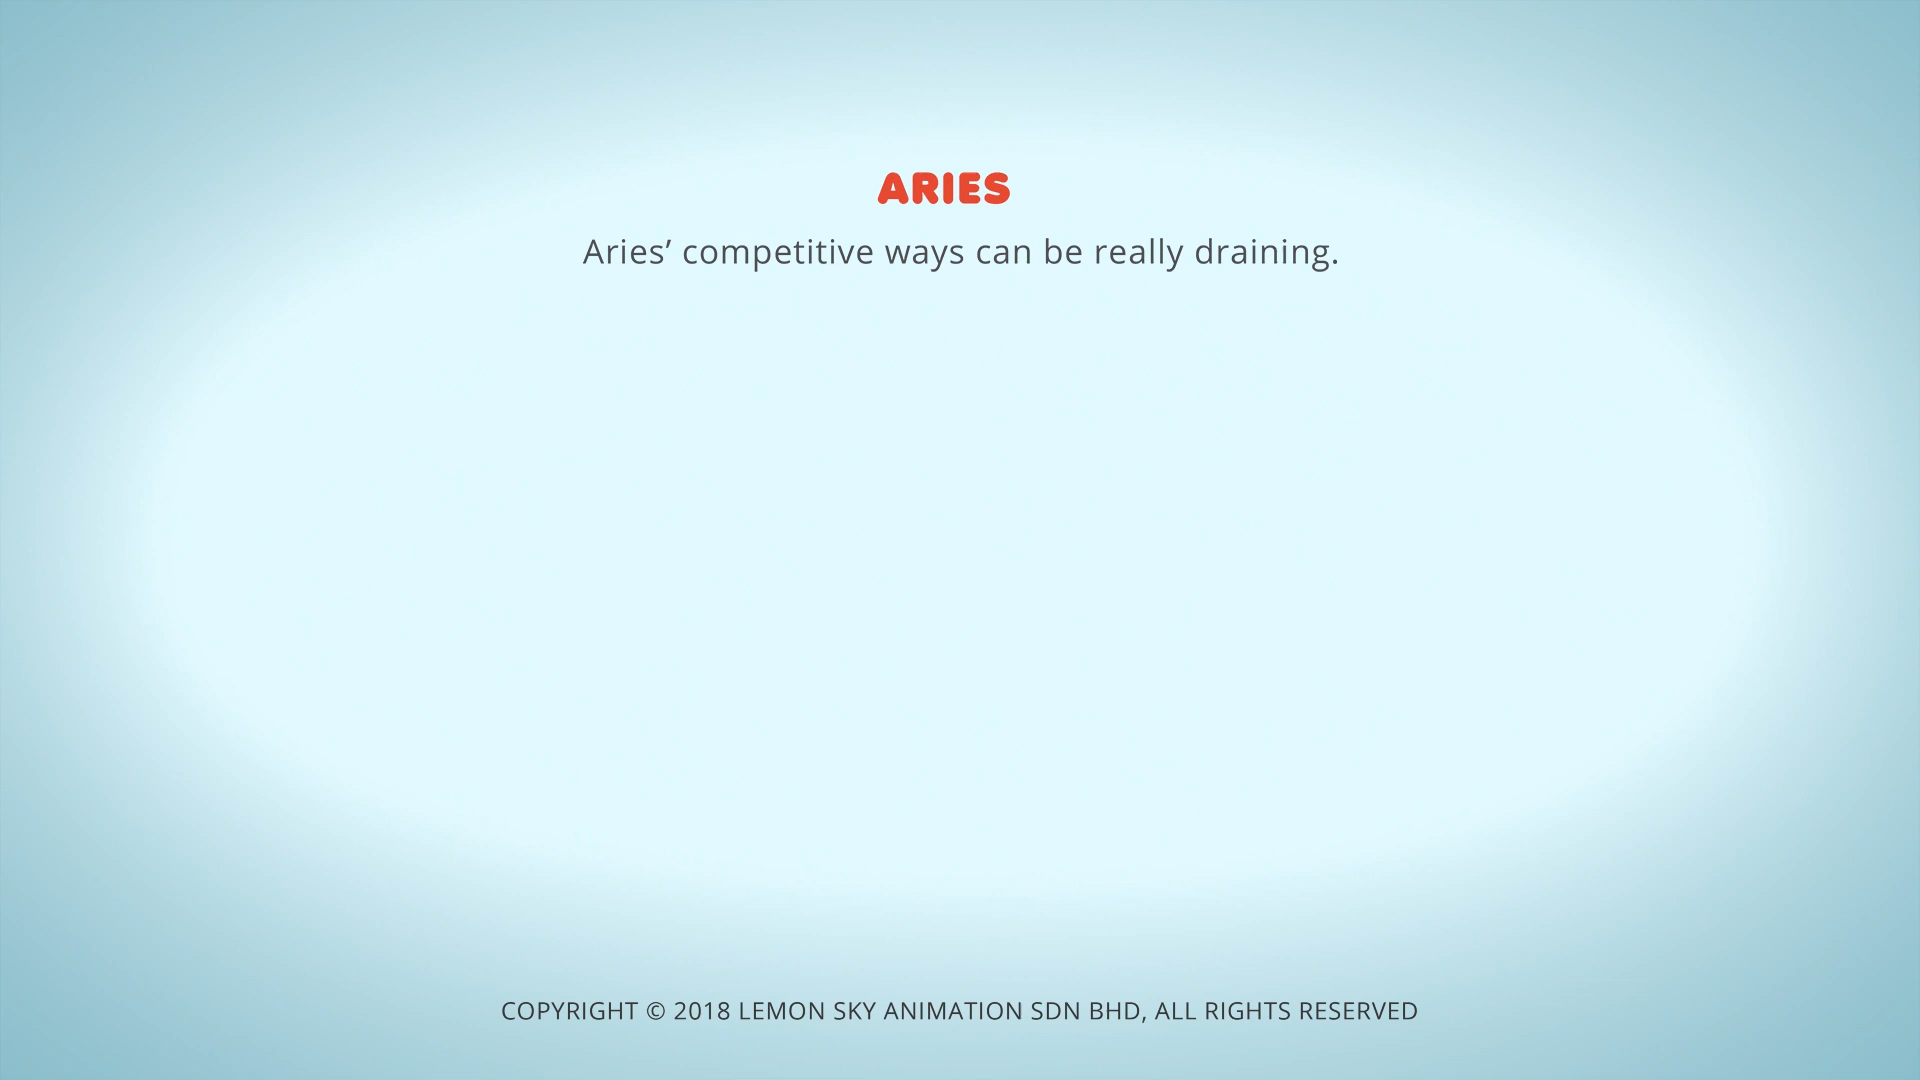 ARIES
Aries’ competitive ways can be really draining.
COPYRIGHT © 2018 LEMON SKY ANIMATION SDN BHD, ALL RIGHTS RESERVED